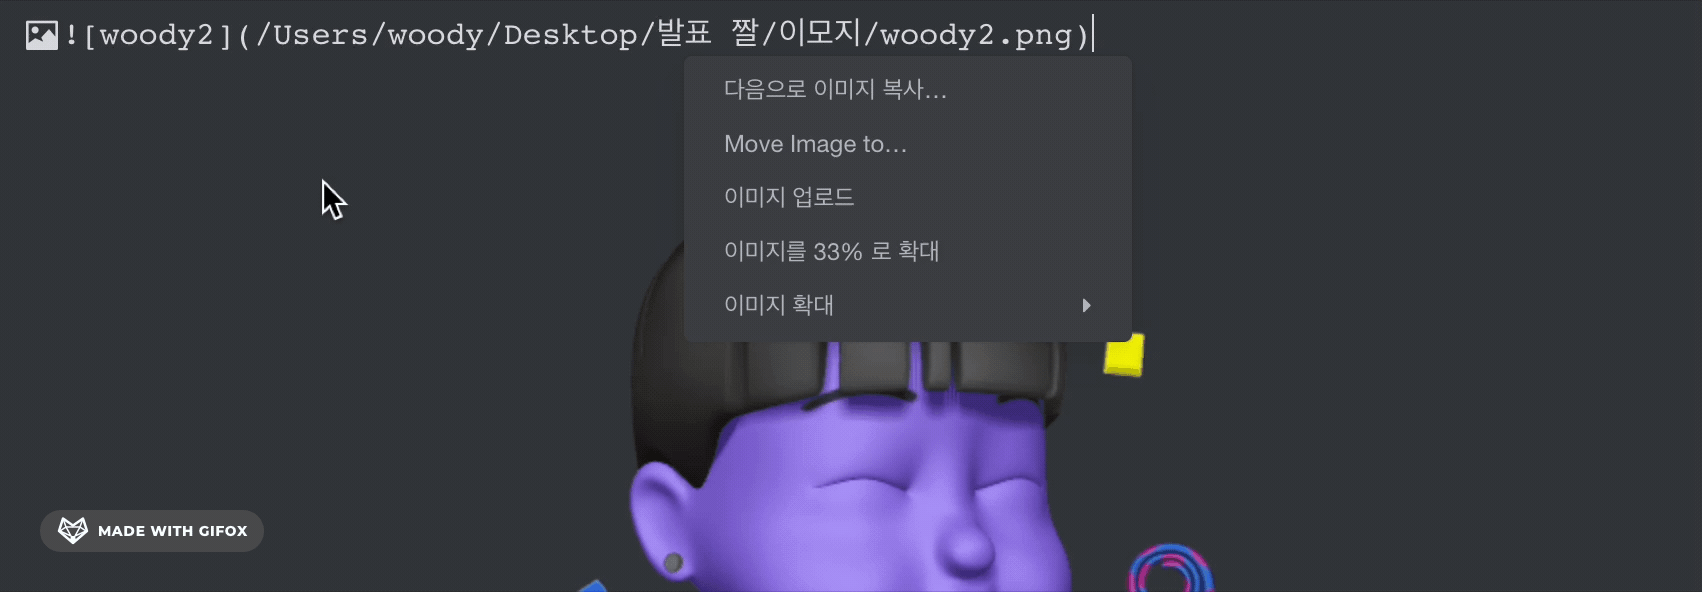 ![woody2](/Users/woody/Desktop/발표 짤/이모지/woody2.png)
다음으로 이미지 복사...
Move Image to...
이미지 업로드
이미지를 33% 로 확대
이미지 확대
MADE WITH GIFOX